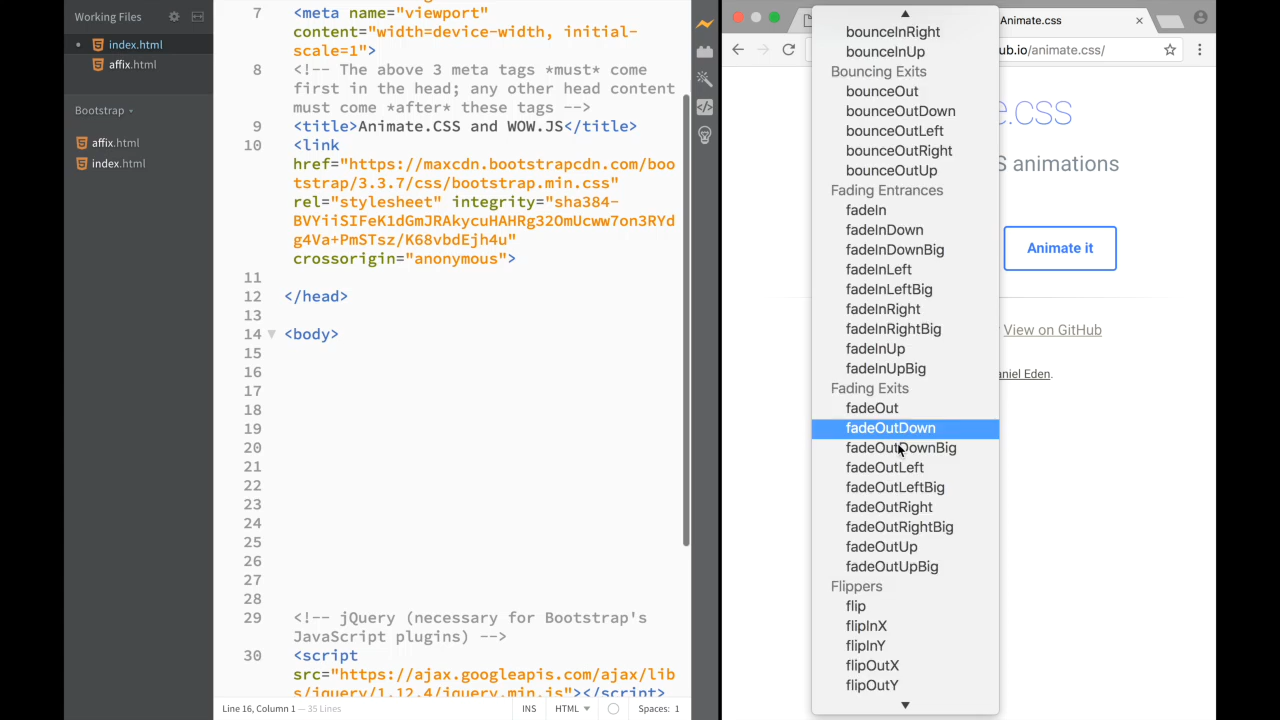 Working Files
index.html
affix.html
Bootstrap
affix.html
index.html
7 <meta name="viewport"
content="width=device-width, initial-
scale=1">
8 <!-- The above 3 meta tags *must* come
first in the head; any other head content
must come *after* these tags -->
9 <title>Animate.CSS and WOW.JS</title>
10 <link
href="https://maxcdn.bootstrapcdn.com/boo
tstrap/3.3.7/css/bootstrap.min.css"
rel="stylesheet" integrity="sha384-
BVYiiSIFeK1dGmJRAkycuHAHRg32OmUcww7on3RYd
g4Va+PmSTsz/K68vbdEjh4u"
crossorigin="anonymous">
11
12 </head>
13
14 <body>
15
16
17
18
19
20
21
22
23
24
25
26
27
28
29 <!-- jQuery (necessary for Bootstrap's
JavaScript plugins) -->
30 <script
src="https://ajax.googleapis.com/ajax/lib
s/jquery/1.12.4/jquery.min.js"></script>
Line 16, Column 1 — 35 Lines
INS
HTML
Spaces: 1
Animate.css
ub.io/animate.css/
e.css
S animations
Animate it
View on GitHub
aniel Eden.
bounceInRight
bounceInUp
Bouncing Exits
bounceOut
bounceOutDown
bounceOutLeft
bounceOutRight
bounceOutUp
Fading Entrances
fadeIn
fadeInDown
fadeInDownBig
fadeInLeft
fadeInLeftBig
fadeInRight
fadeInRightBig
fadeInUp
fadeInUpBig
Fading Exits
fadeOut
fadeOutDown
fadeOutDownBig
fadeOutLeft
fadeOutLeftBig
fadeOutRight
fadeOutRightBig
fadeOutUp
fadeOutUpBig
Flippers
flip
flipInX
flipInY
flipOutX
flipOutY